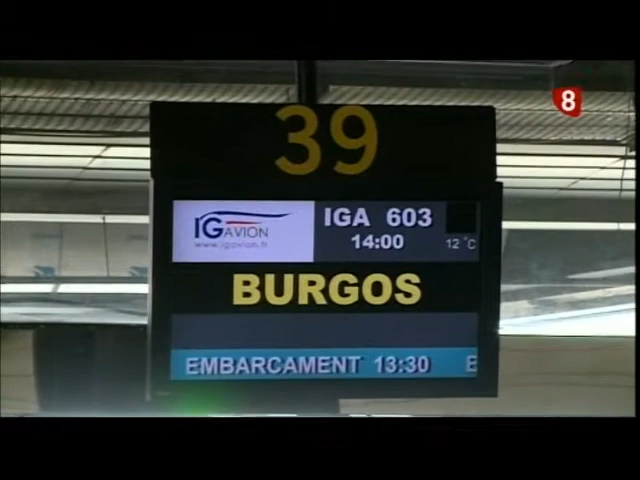 8
39
IGAVION
www.igavion.fr
IGA 603
14:00
12°C
BURGOS
EMBARCAMENT 13:30 E